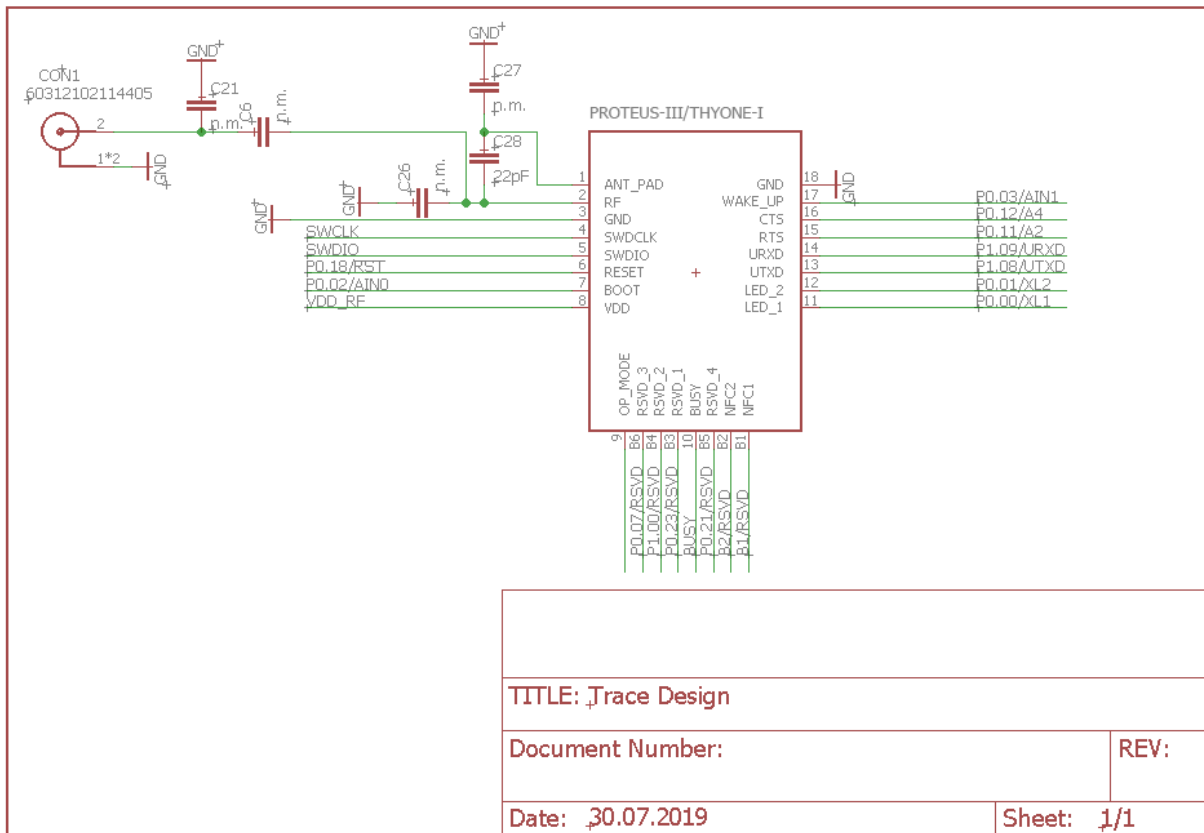 GND
GND
CON1
60312102114405
C21
n.m.
C6
n.m.
C27
n.m.
C28
22pF
2
1*2
GND
C26
n.m.
GND
GND
PROTEUS-III/THYONE-I
1 ANT_PAD
2 RF
3 GND
SWCLK 4 SWDCLK
SWDIO 5 SWDIO
P0.18/RST 6 RESET
P0.02/AIN0 7 BOOT
VDD_RF 8 VDD
GND 18 GND
WAKE_UP 17 P0.03/AIN1
CTS 16 P0.12/A4
RTS 15 P0.11/A2
URXD 14 P1.09/URXD
UTXD 13 P1.08/UTXD
LED_2 12 P0.01/XL2
LED_1 11 P0.00/XL1
OP_MODE 9
RSVD_3 B6 P0.07/RSVD
RSVD_2 B4 P1.00/RSVD
RSVD_1 B3 P0.23/RSVD
BUSY 10 BUSY
RSVD_4 B5 P0.21/RSVD
NFC2 B2 B2/RSVD
NFC1 B1 B1/RSVD
TITLE: Trace Design
Document Number:
REV:
Date: 30.07.2019
Sheet: 1/1